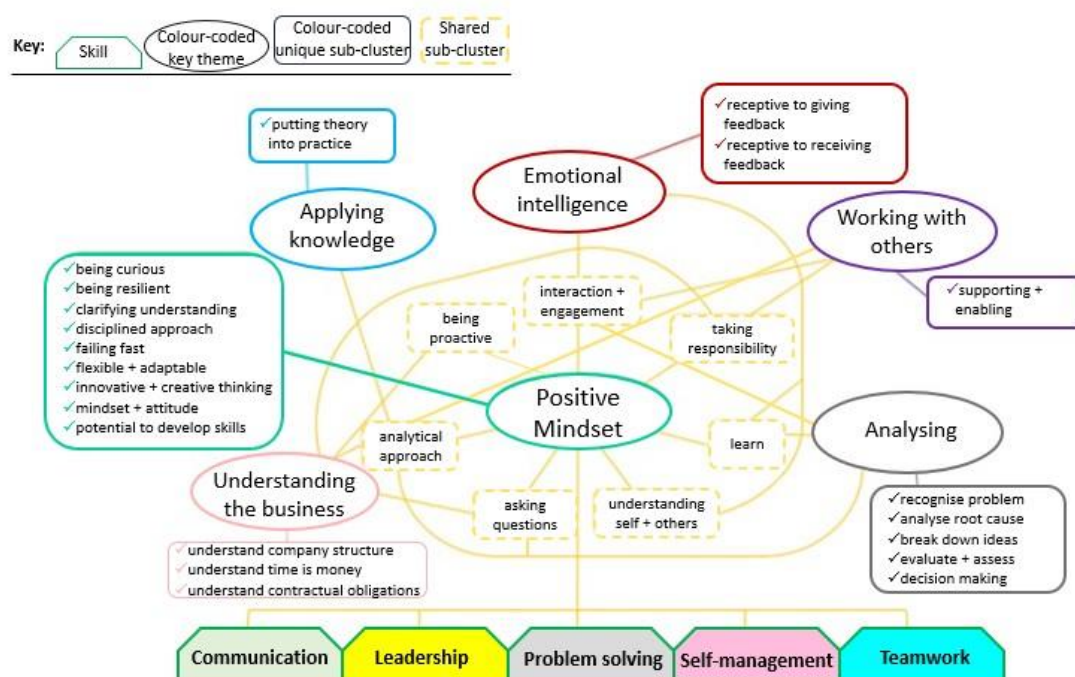 Key:
Skill
Colour-coded
key theme
Colour-coded
unique sub-cluster
Shared
sub-cluster
✓putting theory
into practice
✓receptive to giving
feedback
✓receptive to receiving
feedback
Emotional
intelligence
Applying
knowledge
Working with
others
✓being curious
✓being resilient
✓clarifying understanding
✓disciplined approach
✓failing fast
✓flexible + adaptable
✓innovative + creative thinking
✓mindset + attitude
✓potential to develop skills
interaction +
engagement
being
proactive
taking
responsibility
✓supporting +
enabling
Positive
Mindset
analytical
approach
learn
Analysing
Understanding
the business
asking
questions
understanding
self + others
✓recognise problem
✓analyse root cause
✓break down ideas
✓evaluate + assess
✓decision making
✓understand company structure
✓understand time is money
✓understand contractual obligations
Communication
Leadership
Problem solving
Self-management
Teamwork